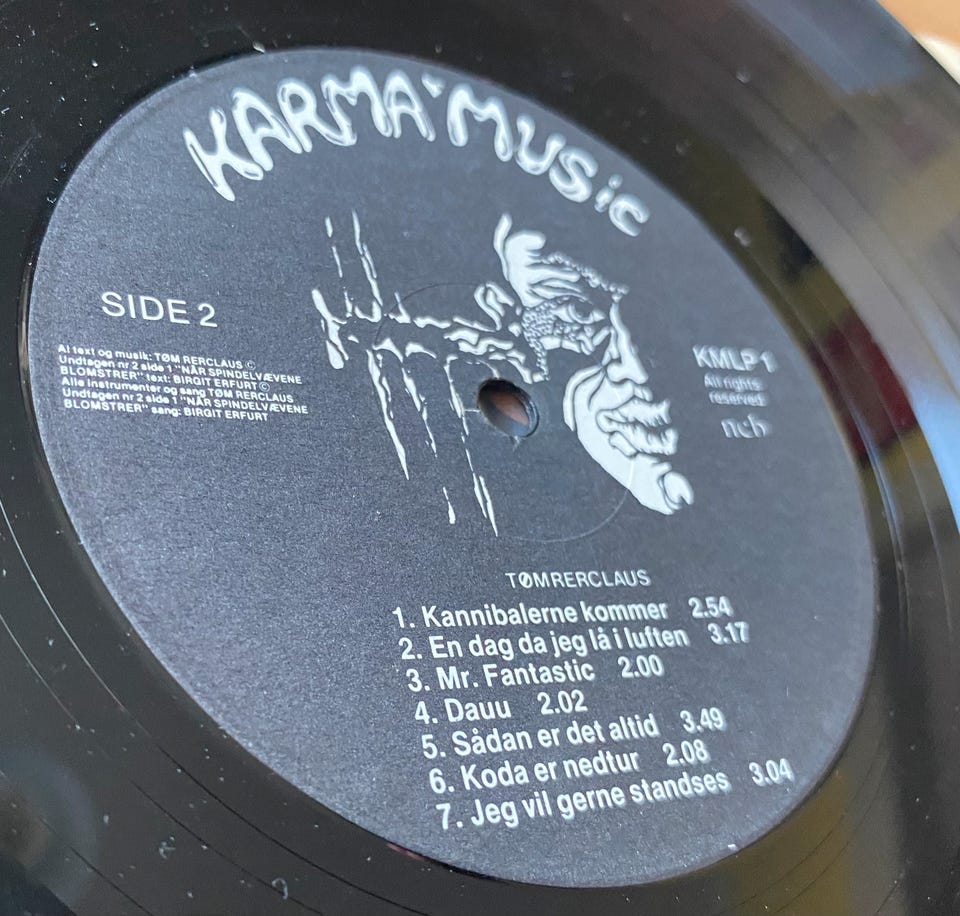 KARMA MUSIC
SIDE 2
Al text og musik: TØM RERCLAUS ©
Undtagen nr 2 side 1 "NÅR SPINDELVÆVENE
BLOMSTRER" text: BIRGIT ERFURT ©
Alle instrumenter og sang TØM RERCLAUS
Undtagen nr 2 side 1 "NÅR SPINDELVÆVENE
BLOMSTRER" sang: BIRGIT ERFURT
KMLP 1
All rights
reserved
ncb
TØMRERCLAUS
1. Kannibalerne kommer 2.54
2. En dag da jeg lå i luften 3.17
3. Mr. Fantastic 2.00
4. Dauu 2.02
5. Sådan er det altid 3.49
6. Koda er nedtur 2.08
7. Jeg vil gerne standses 3.04